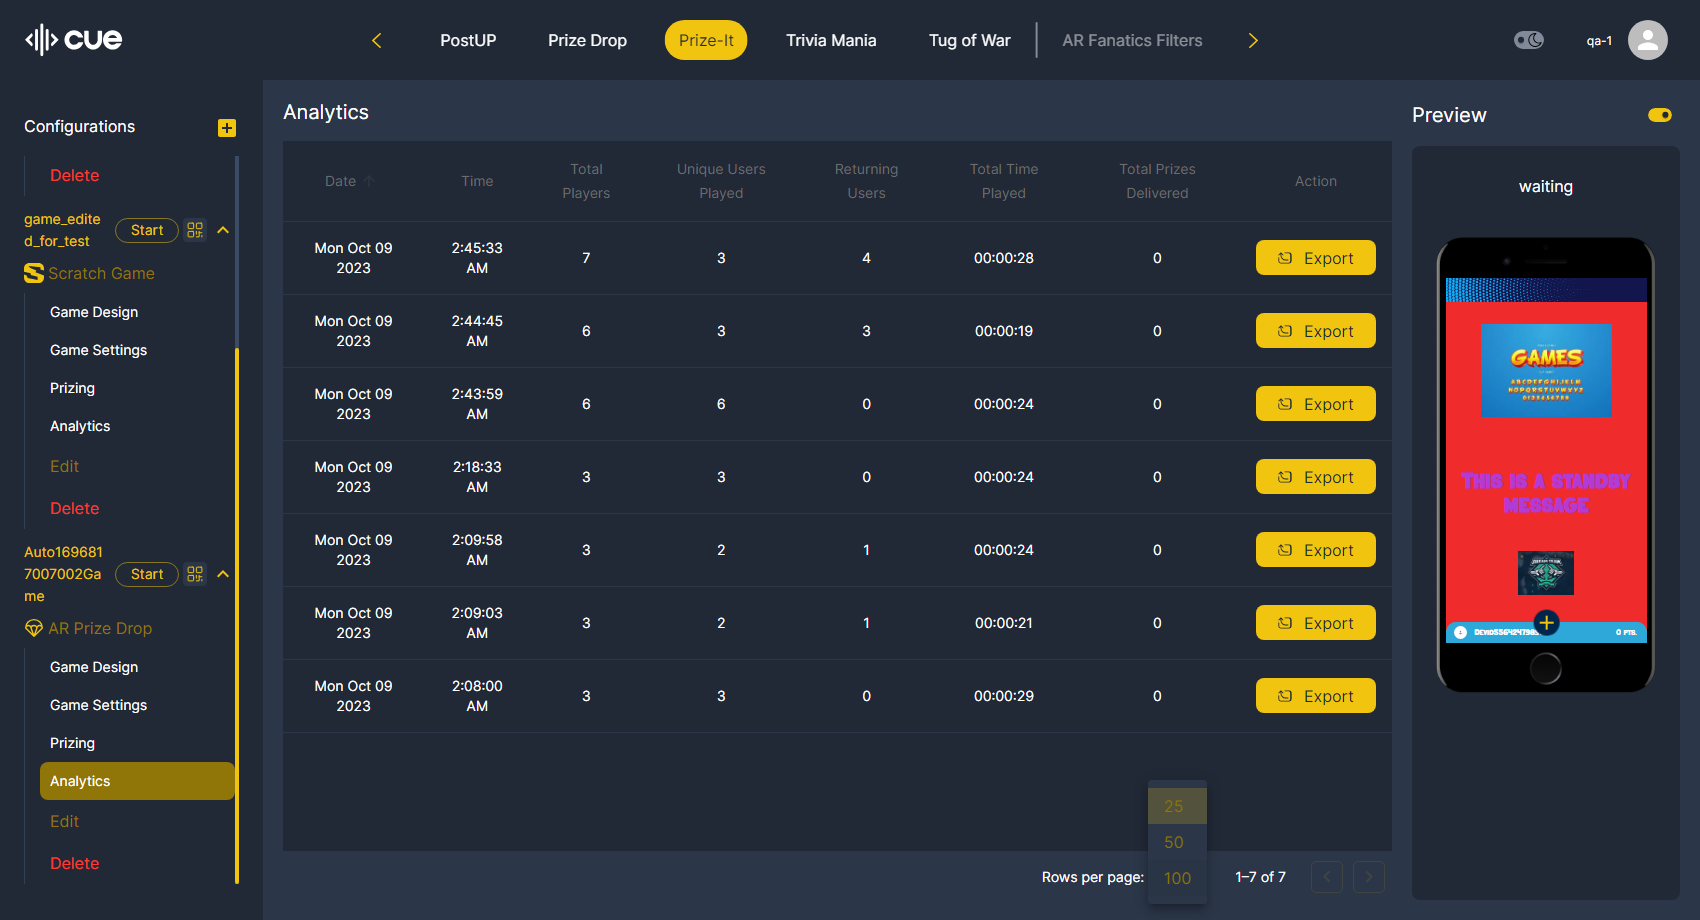 cue
PostUP
Prize Drop
Prize-It
Trivia Mania
Tug of War
AR Fanatics Filters
qa-1
Configurations
Delete
game_edite
d_for_test
Start
Scratch Game
Game Design
Game Settings
Prizing
Analytics
Edit
Delete
Auto169681
7007002Ga
me
Start
AR Prize Drop
Game Design
Game Settings
Prizing
Analytics
Edit
Delete
Analytics
Date
Time
Total
Players
Unique Users
Played
Returning
Users
Total Time
Played
Total Prizes
Delivered
Action
Mon Oct 09
2023
2:45:33
AM
7
3
4
00:00:28
0
Export
Mon Oct 09
2023
2:44:45
AM
6
3
3
00:00:19
0
Export
Mon Oct 09
2023
2:43:59
AM
6
6
0
00:00:24
0
Export
Mon Oct 09
2023
2:18:33
AM
3
3
0
00:00:24
0
Export
Mon Oct 09
2023
2:09:58
AM
3
2
1
00:00:24
0
Export
Mon Oct 09
2023
2:09:03
AM
3
2
1
00:00:21
0
Export
Mon Oct 09
2023
2:08:00
AM
3
3
0
00:00:29
0
Export
25
50
100
Rows per page:
1–7 of 7
Preview
waiting
GAMES
ABCDEFGHIJKLM
NOPQRSTUVWXYZ
0123456789
This is a standby
message
0 pts.